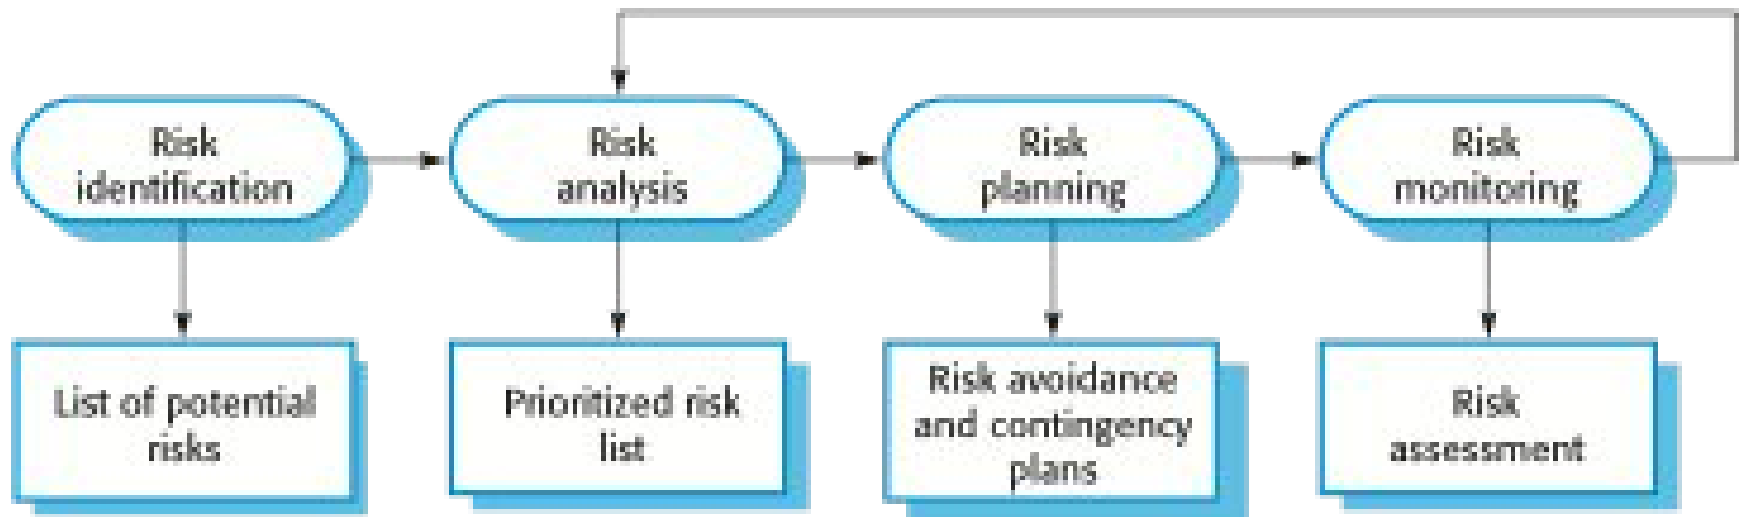 Risk
identification
Risk
analysis
Risk
planning
Risk
monitoring
List of potential
risks
Prioritized risk
list
Risk avoidance
and contingency
plans
Risk
assessment